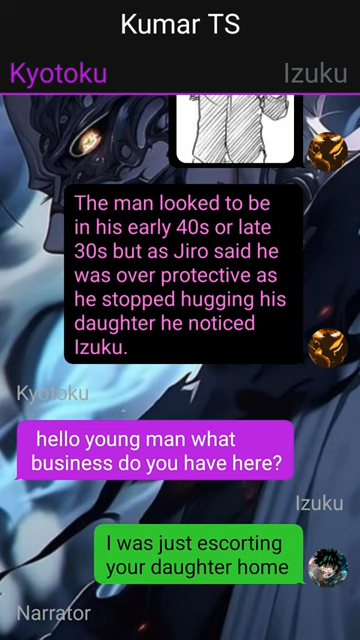 Kumar TS
Kyotoku
Izuku
The man looked to be
in his early 40s or late
30s but as Jiro said he
was over protective as
he stopped hugging his
daughter he noticed
Izuku.
Kyotoku
hello young man what
business do you have here?
Izuku
I was just escorting
your daughter home
Narrator